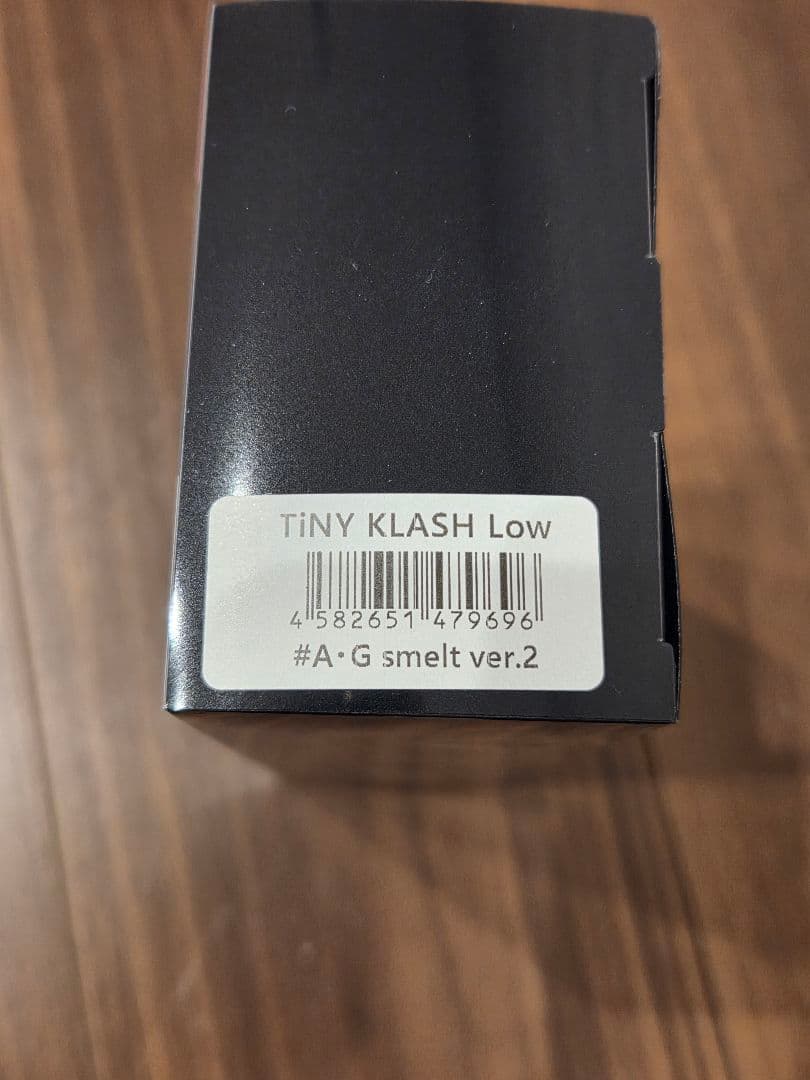 TiNY KLASH Low
4 582651 479696
#A・G smelt ver.2